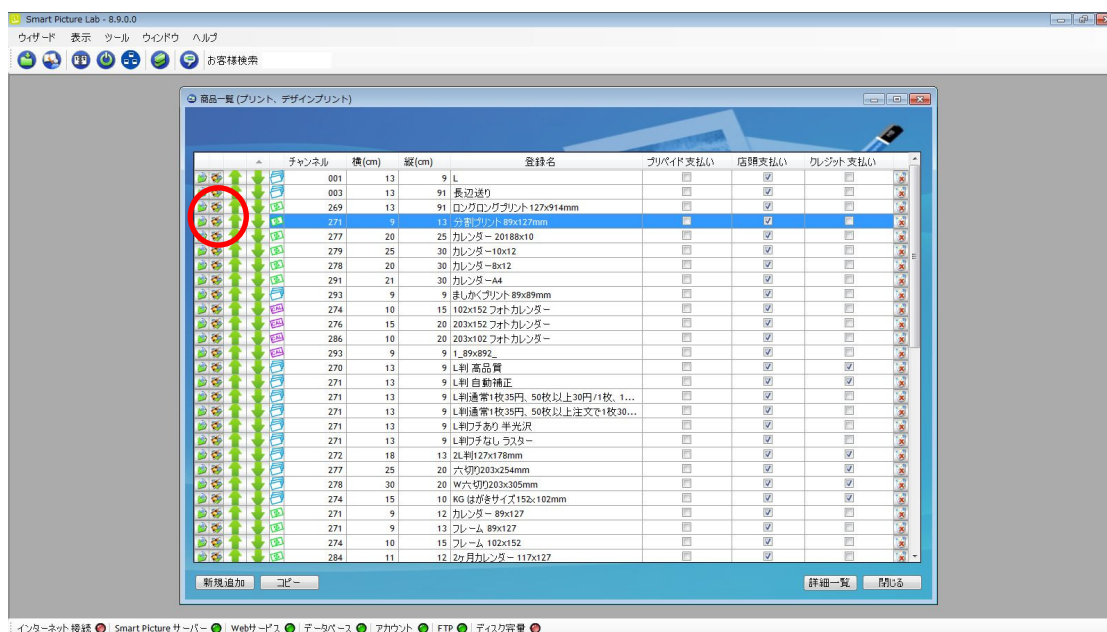 Smart Picture Lab - 8.9.0.0
ウィザード 表示 ツール ウィンドウ ヘルプ
お客様検索
商品一覧 (プリント、デザインプリント)
チャンネル 横(cm) 縦(cm) 登録名 プリペイド支払い 店頭支払い クレジット支払い
001 13 9 L
003 13 91 長辺送り
269 13 91 ロングロングプリント 127x914mm
271 9 13 分割プリント 89x127mm
277 20 25 カレンダー 20188x10
279 25 30 カレンダー10x12
278 20 30 カレンダー8x12
291 21 30 カレンダーA4
293 9 9 ましかくプリント 89x89mm
CAL 274 10 15 102x152 フォトカレンダー
CAL 276 15 20 203x152 フォトカレンダー
CAL 286 10 20 203x102 フォトカレンダー
CAL 293 9 9 1_89x892_
270 13 9 L判 高品質
271 13 9 L判 自動補正
271 13 9 L判通常1枚35円、50枚以上30円/1枚、1...
271 13 9 L判通常1枚35円、50枚以上注文で1枚30...
271 13 9 L判フチあり 半光沢
271 13 9 L判フチなし ラスター
272 18 13 2L判127x178mm
277 25 20 六切り203x254mm
278 30 20 W六切り203x305mm
274 15 10 KG はがきサイズ152x102mm
271 9 12 カレンダー 89x127
271 9 13 フレーム 89x127
274 10 15 フレーム 102x152
284 11 12 2ヶ月カレンダー 117x127
新規追加 コピー 詳細一覧 閉じる
インターネット接続 Smart Picture サーバー Webサービス データベース アカウント FTP ディスク容量